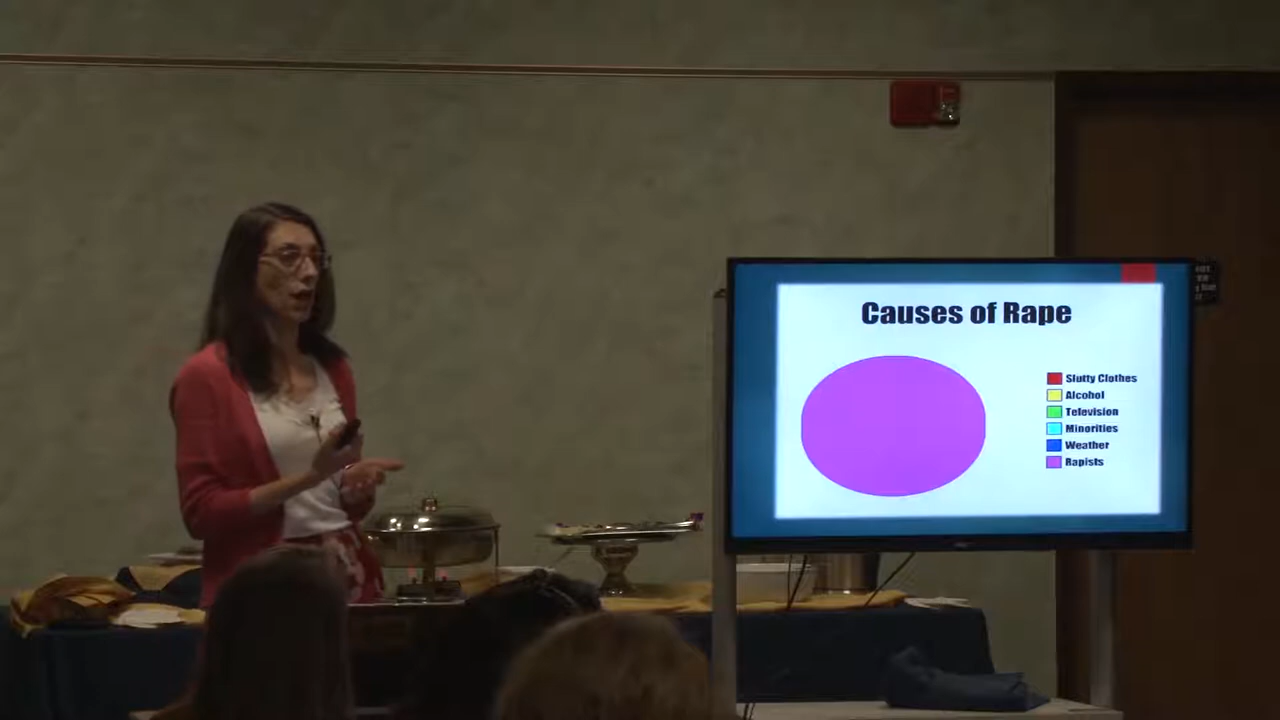 Causes of Rape
Slutty Clothes
Alcohol
Television
Minorities
Weather
Rapists